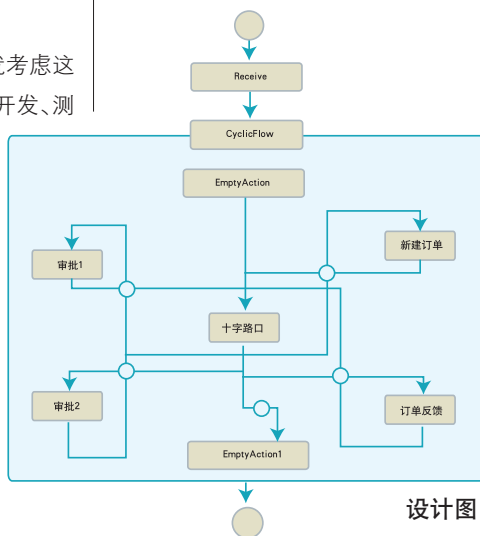 尤考虑这
开发、测
Receive
CyclicFlow
EmptyAction
审批1
新建订单
十字路口
审批2
订单反馈
EmptyAction1
设计图